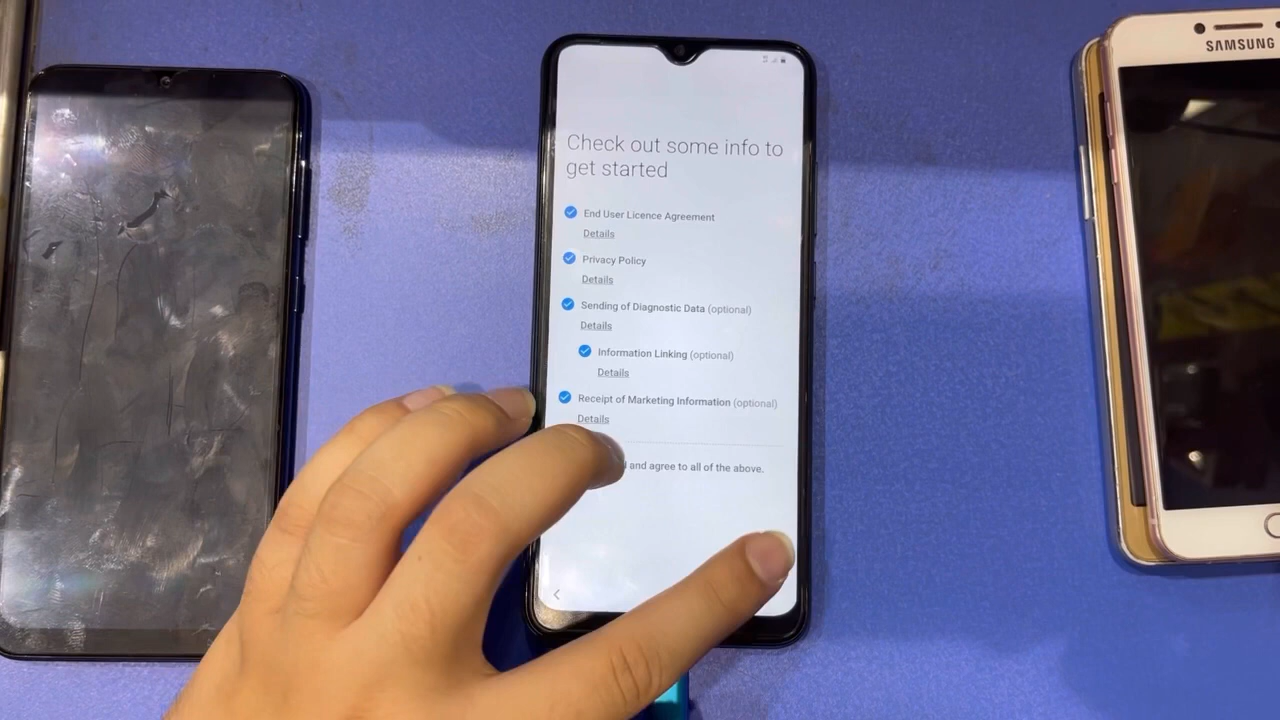 SAMSUNG
Check out some info to
get started
End User Licence Agreement
Details
Privacy Policy
Details
Sending of Diagnostic Data (optional)
Details
Information Linking (optional)
Details
Receipt of Marketing Information (optional)
Details
and agree to all of the above.